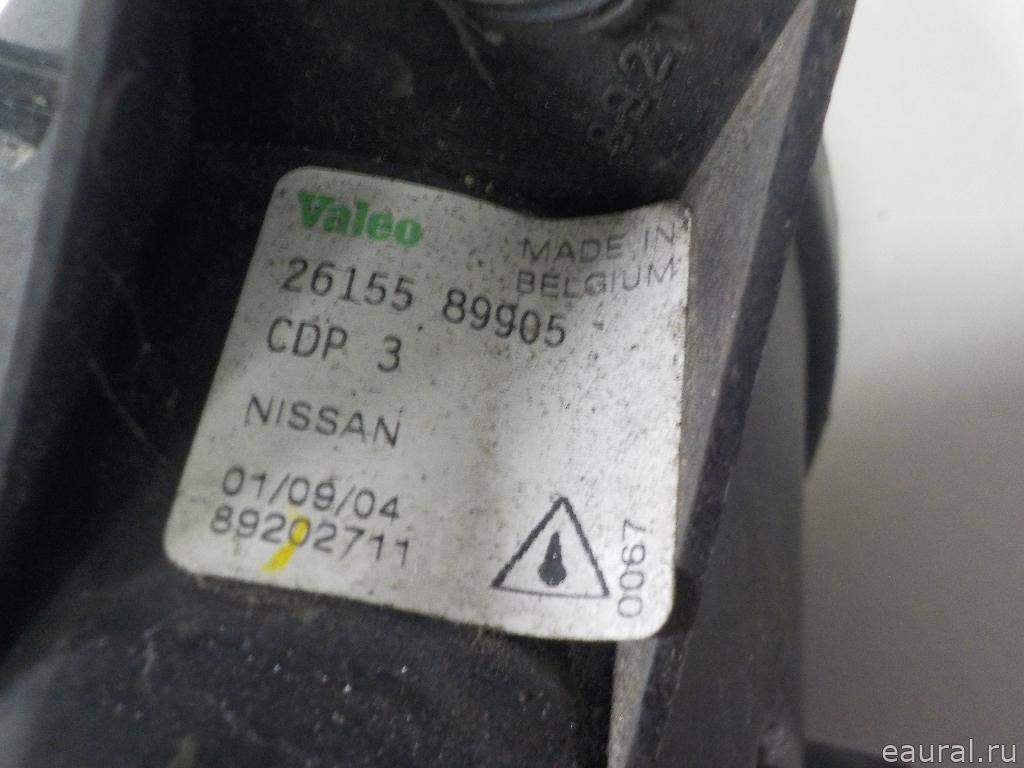 Valeo
MADE IN
BELGIUM
26155 89905
CDP 3
NISSAN
01/09/04
89202711
0067
eaural.ru